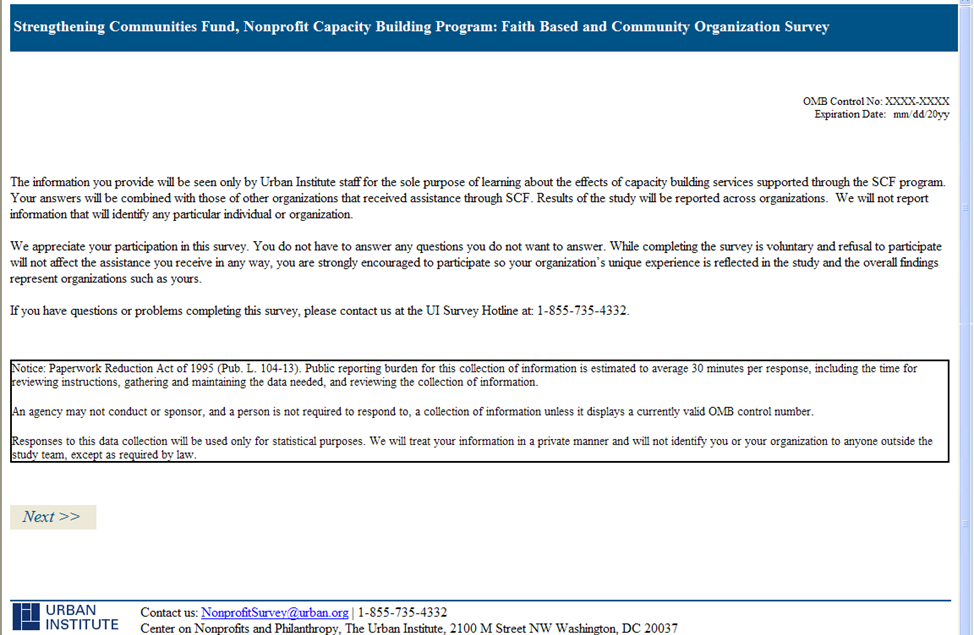 Strengthening Communities Fund, Nonprofit Capacity Building Program: Faith Based and Community Organization Survey
OMB Control No: XXXX-XXXX
Expiration Date: mm/dd/20yy
The information you provide will be seen only by Urban Institute staff for the sole purpose of learning about the effects of capacity building services supported through the SCF program.
Your answers will be combined with those of other organizations that received assistance through SCF. Results of the study will be reported across organizations. We will not report
information that will identify any particular individual or organization.
We appreciate your participation in this survey. You do not have to answer any questions you do not want to answer. While completing the survey is voluntary and refusal to participate
will not affect the assistance you receive in any way, you are strongly encouraged to participate so your organization's unique experience is reflected in the study and the overall findings
represent organizations such as yours.
If you have questions or problems completing this survey, please contact us at the UI Survey Hotline at: 1-855-735-4332.
Notice: Paperwork Reduction Act of 1995 (Pub. L. 104-13). Public reporting burden for this collection of information is estimated to average 30 minutes per response, including the time for
reviewing instructions, gathering and maintaining the data needed, and reviewing the collection of information.
An agency may not conduct or sponsor, and a person is not required to respond to, a collection of information unless it displays a currently valid OMB control number.
Responses to this data collection will be used only for statistical purposes. We will treat your information in a private manner and will not identify you or your organization to anyone outside the
study team, except as required by law.
Next >>
URBAN
INSTITUTE
Contact us: NonprofitSurvey@urban.org | 1-855-735-4332
Center on Nonprofits and Philanthropy, The Urban Institute, 2100 M Street NW Washington, DC 20037